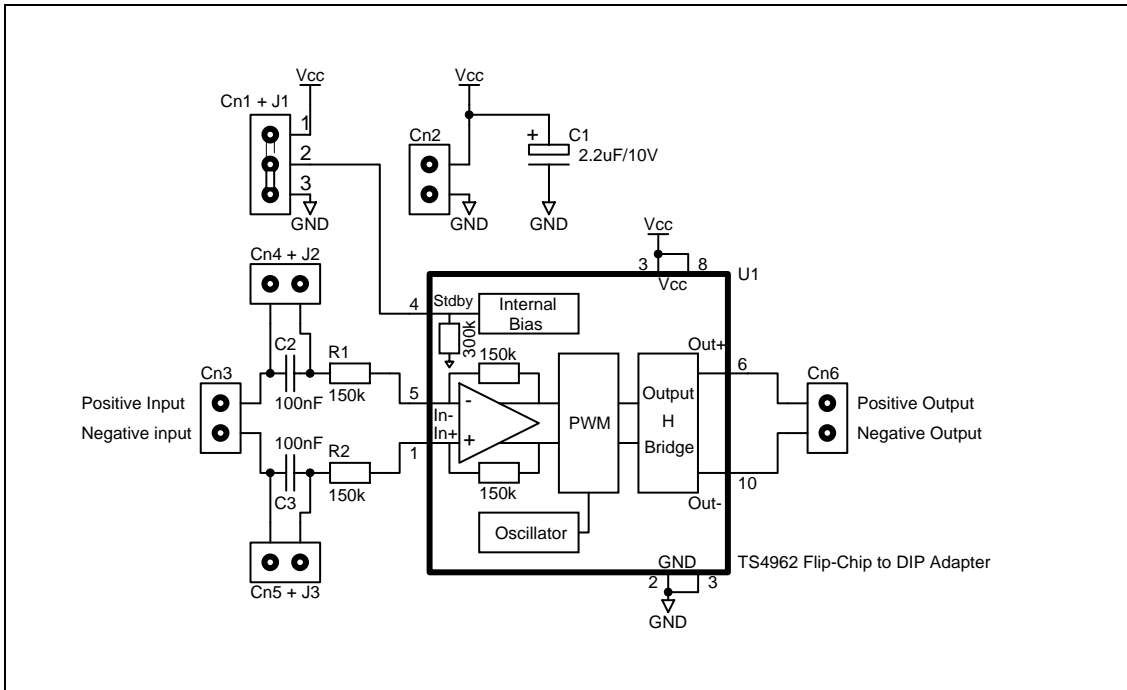 Vcc
Vcc
Cn1 + J1
1
2
3
GND
Cn2
+
C1
2.2uF/10V
GND
GND
Vcc
3
8
Vcc
U1
Cn4 + J2
4
Stdby
300k
Internal
Bias
C2
100nF
R1
150k
5
In-
In+
1
-
+
150k
150k
PWM
Output
H
Bridge
Out+
6
Cn6
Cn3
Positive Input
Negative input
Positive Output
Negative Output
100nF
C3
R2
150k
10
Out-
Oscillator
Cn5 + J3
GND
2
3
GND
TS4962 Flip-Chip to DIP Adapter